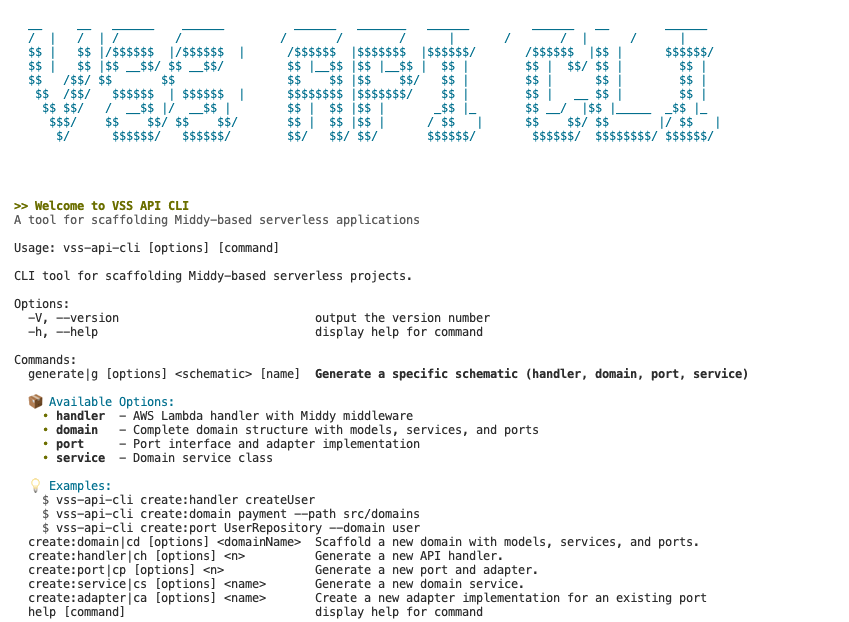 VSS API CLI
>> Welcome to VSS API CLI
A tool for scaffolding Middy-based serverless applications
Usage: vss-api-cli [options] [command]
CLI tool for scaffolding Middy-based serverless projects.
Options:
-V, --version output the version number
-h, --help display help for command
Commands:
generate|g [options] <schematic> [name] Generate a specific schematic (handler, domain, port, service)
📦 Available Options:
• handler – AWS Lambda handler with Middy middleware
• domain – Complete domain structure with models, services, and ports
• port – Port interface and adapter implementation
• service – Domain service class
💡 Examples:
$ vss-api-cli create:handler createUser
$ vss-api-cli create:domain payment --path src/domains
$ vss-api-cli create:port UserRepository --domain user
create:domain|cd [options] <domainName> Scaffold a new domain with models, services, and ports.
create:handler|ch [options] <n> Generate a new API handler.
create:port|cp [options] <n> Generate a new port and adapter.
create:service|cs [options] <name> Generate a new domain service.
create:adapter|ca [options] <name> Create a new adapter implementation for an existing port
help [command] display help for command